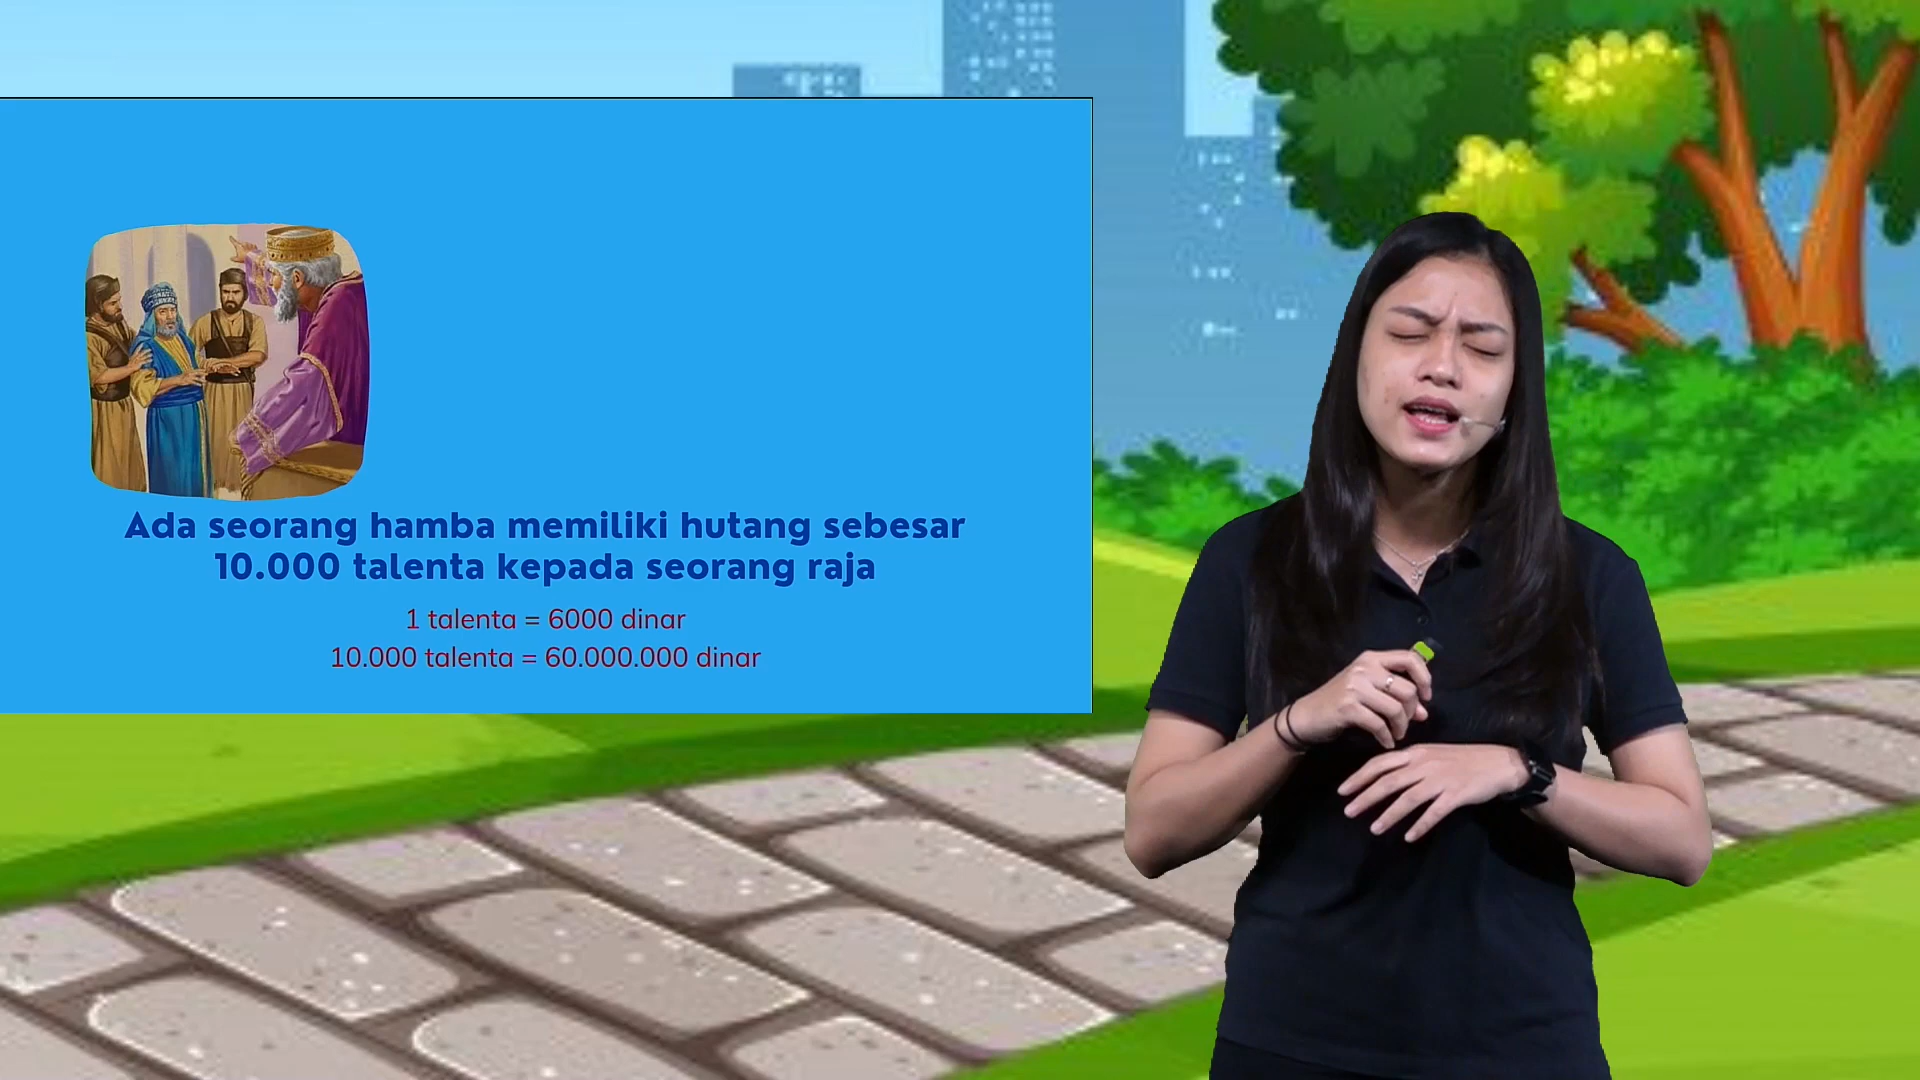 Ada seorang hamba memiliki hutang sebesar
10.000 talenta kepada seorang raja
1 talenta = 6000 dinar
10.000 talenta = 60.000.000 dinar